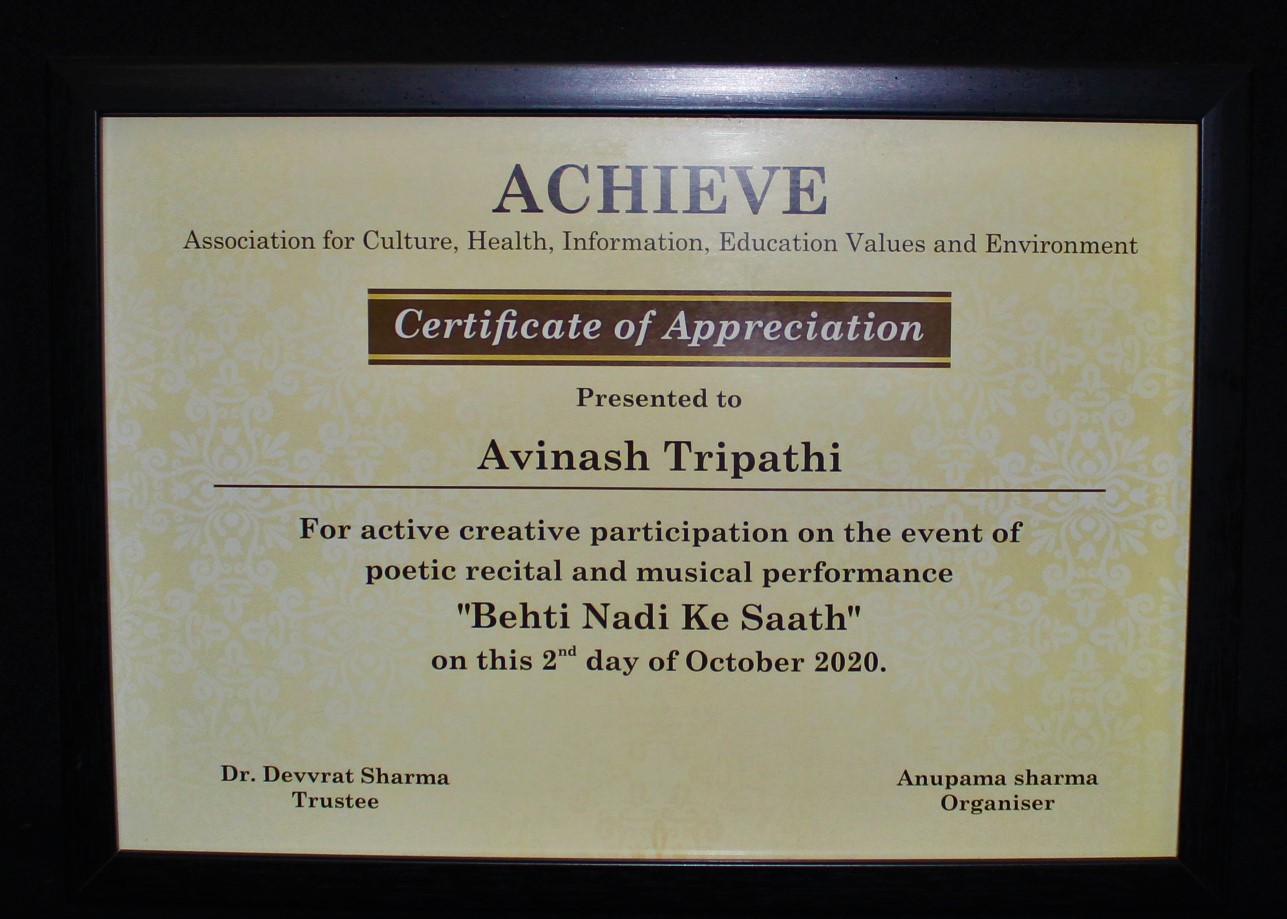 ACHIEVE
Association for Culture, Health, Information, Education Values and Environment
Certificate of Appreciation
Presented to
Avinash Tripathi
For active creative participation on the event of
poetic recital and musical performance
"Behti Nadi Ke Saath"
on this 2nd day of October 2020.
Dr. Devvrat Sharma
Trustee
Anupama sharma
Organiser